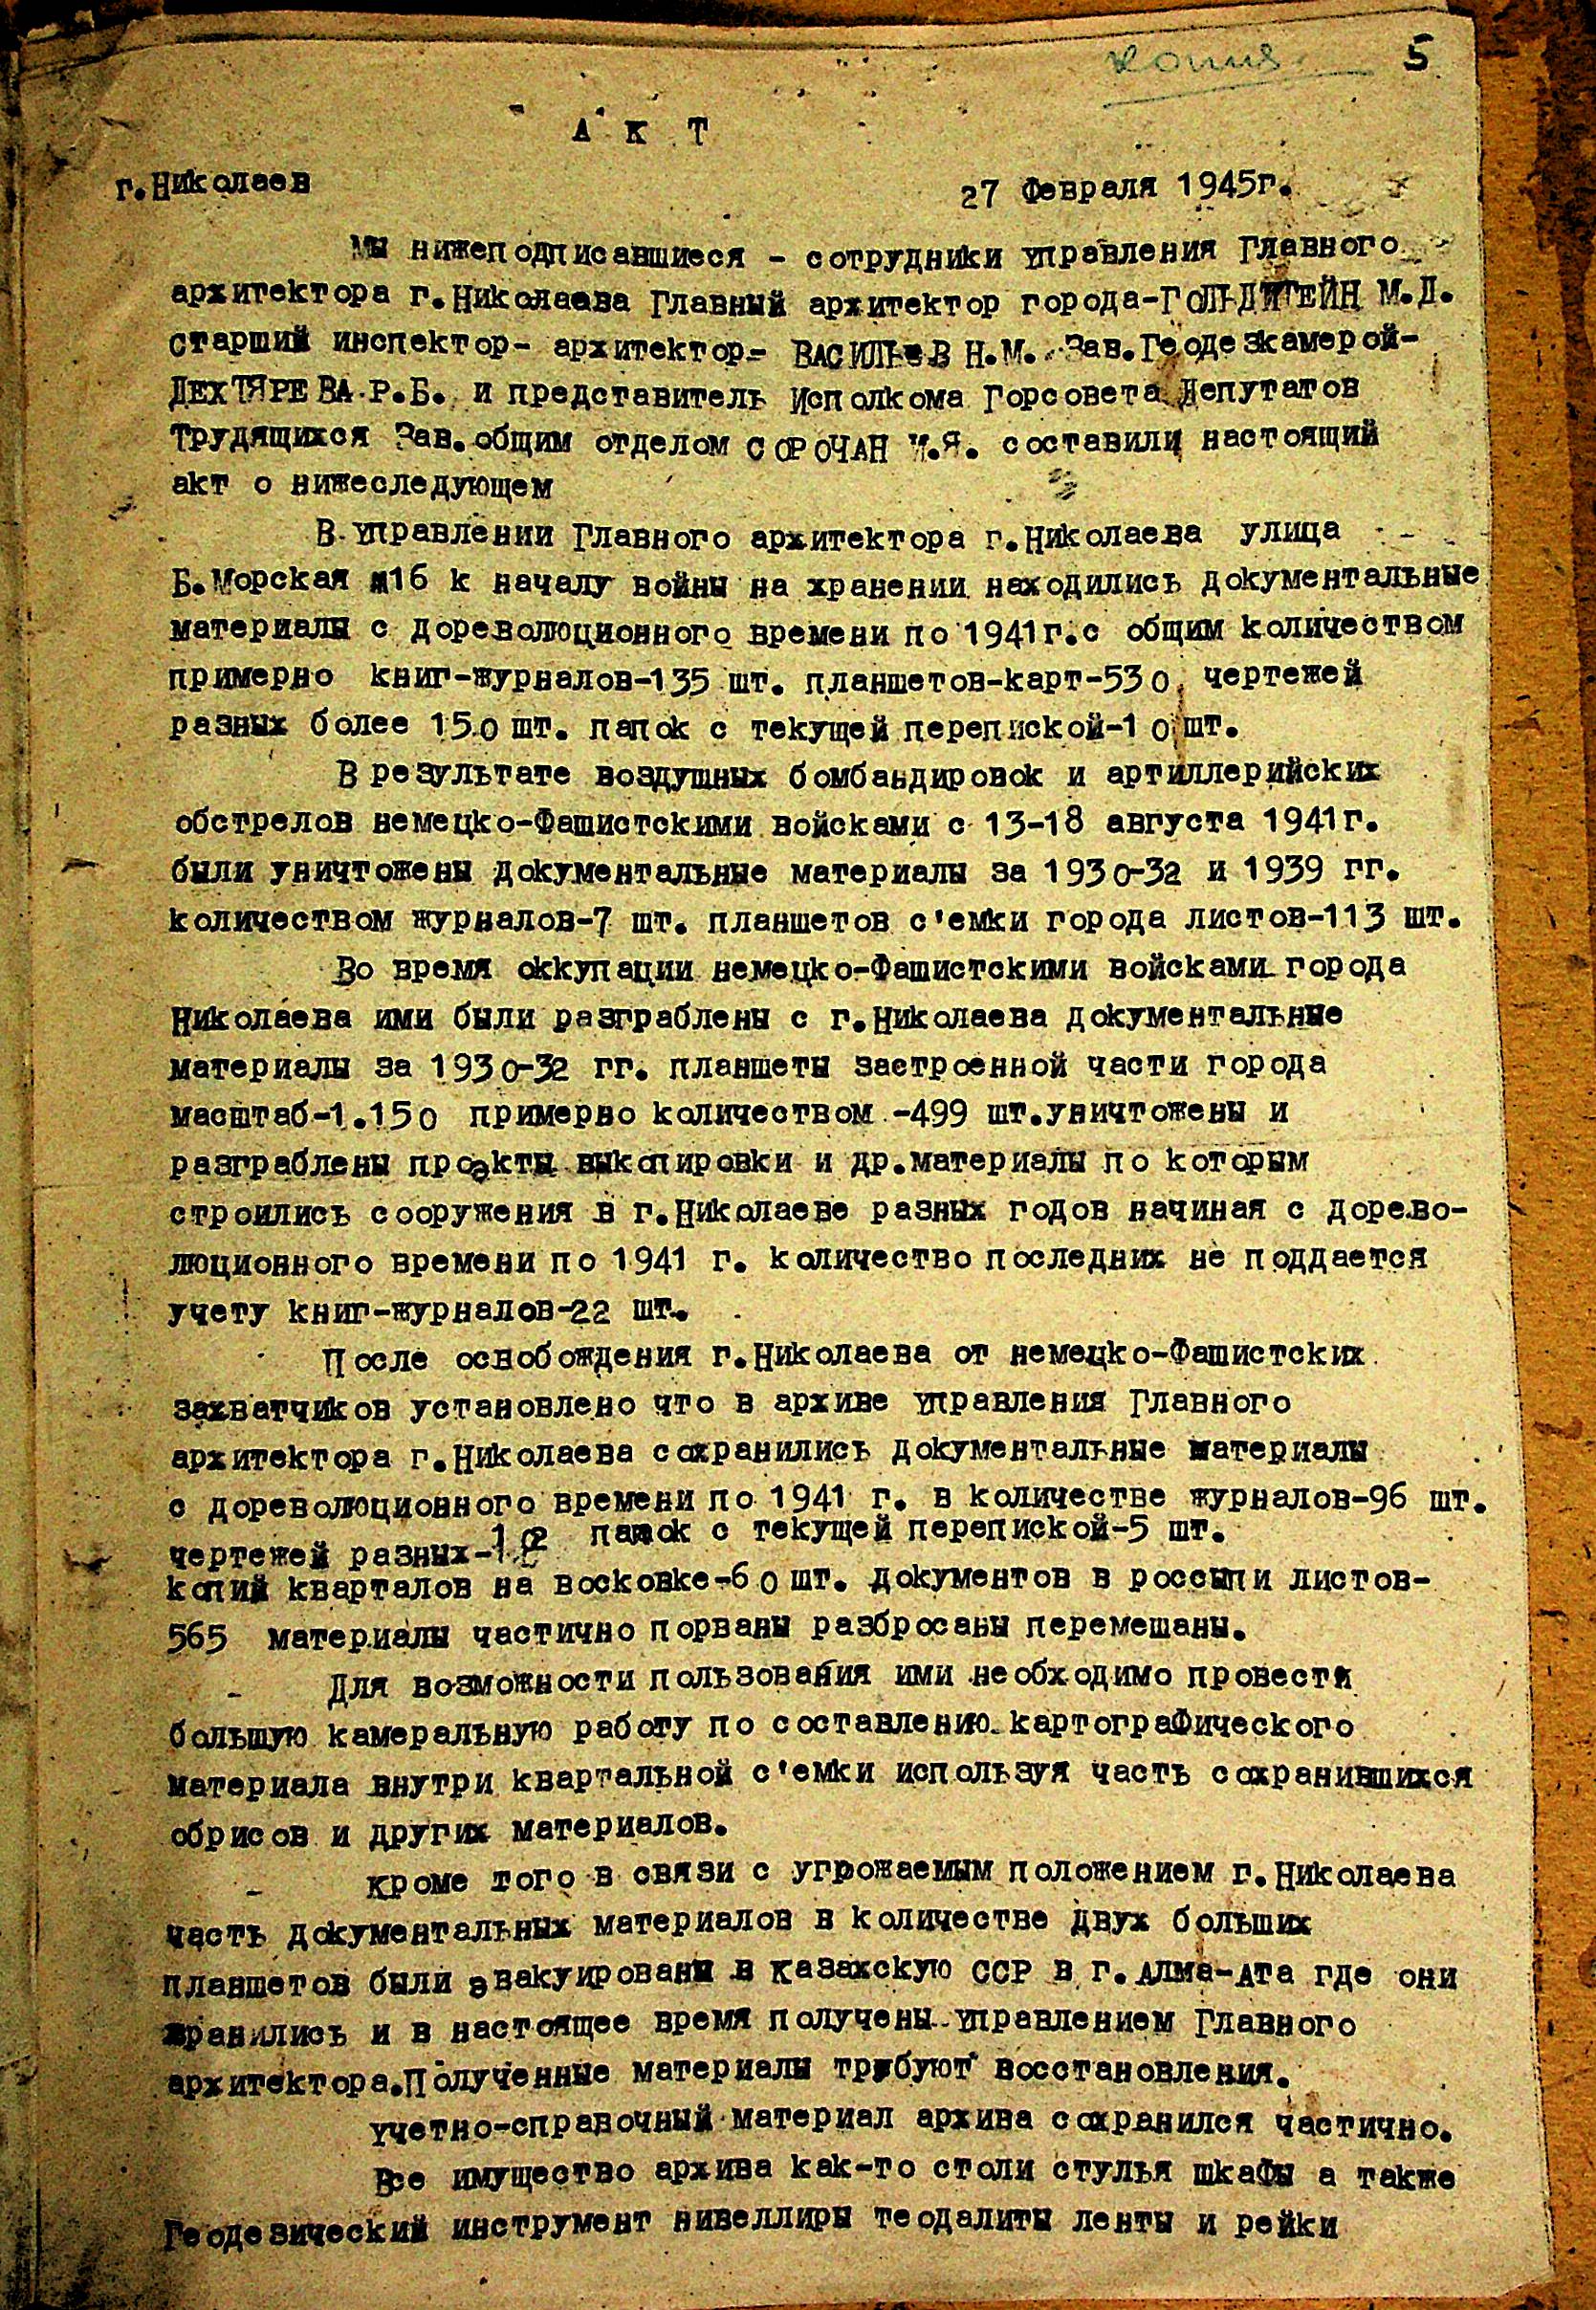 копия 5
А К Т
г.Николаев 27 Февраля 1945г.
Мы нижеподписавшиеся - сотрудники управления Главного
архитектора г.Николаева Главный архитектор города-ГОЛЬДШТЕЙН М.Д.
старший инспектор- архитектор- ВАСИЛЬеВ Н.М. Зав.Геодезкамерой-
ДЕХТЯРЕВА Р.Б. и представитель Исполкома Горсовета Депутатов
Трудящихся Зав.общим отделом СОРОЧАН И.Я. составили настоящий
акт о нижеследующем
В управлении Главного архитектора г.Николаева улица
Б.Морская №16 к началу войны на хранении находились документальные
материалы с дореволюционного времени по 1941г.с общим количеством
примерно книг-журналов-135 шт. планшетов-карт-530, чертежей
разных более 150 шт. папок с текущей перепиской-10 шт.
В результате воздушных бомбандировок и артиллерийских
обстрелов немецко-Фашистскими войсками с 13-18 августа 1941г.
были уничтожены документальные материалы за 1930-32 и 1939 гг.
количеством журналов-7 шт. планшетов с'емки города листов-113 шт.
Во время оккупации немецко-Фашистскими войсками города
Николаева ими были разграблены с г.Николаева документальные
материалы за 1930-32 гг. планшеты застроенной части города
масштаб-1.150 примерно количеством -499 шт.уничтожены и
разграблены проэкты выкопировки и др.материалы по которым
строились сооружения в г.Николаеве разных годов начиная с дорево-
люционного времени по 1941 г. количество последних не поддается
учету книг-журналов-22 шт.
После освобождения г.Николаева от немецко-Фашистских
захватчиков установлено что в архиве управления Главного
архитектора г.Николаева сохранились документальные материалы
с дореволюционного времени по 1941 г. в количестве журналов-96 шт.
чертежей разных- папок с текущей перепиской-5 шт.
копий кварталов на восковке-60 шт. документов в россыпи листов-
565 материалы частично порваны разбросаны перемешаны.
Для возможности пользования ими необходимо провести
большую камеральную работу по составлению картограФического
материала внутри квартальной с'емки используя часть сохранившихся
обрисов и других материалов.
кроме того в связи с угрожаемым положением г.Николаева
часть документальных материалов в количестве двух больших
планшетов были эвакуированы в Казахскую ССР в г.Алма-Ата где они
хранились и в настоящее время получены управлением Главного
архитектора.Полученные материалы требуют восстановления.
учетно-справочный материал архива сохранился частично.
Все имущество архива как-то столи стулья шкаФы а также
Геодезический инструмент нивеллиры теодалиты ленты и рейки